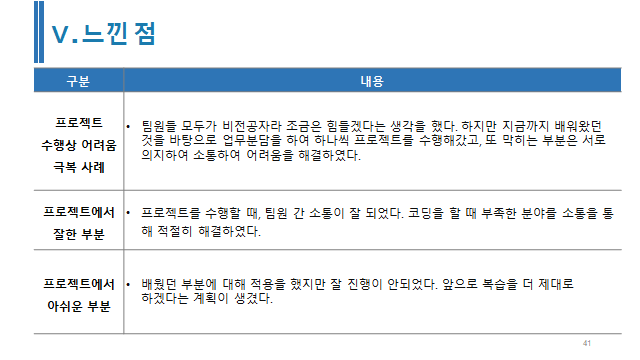 Ⅴ.느낀 점
구분
내용
프로젝트
수행상 어려움
극복 사례
• 팀원들 모두가 비전공자라 조금은 힘들겠다는 생각을 했다. 하지만 지금까지 배워왔던
것을 바탕으로 업무분담을 하여 하나씩 프로젝트를 수행해갔고, 또 막히는 부분은 서로
의지하여 소통하여 어려움을 해결하였다.
프로젝트에서
잘한 부분
• 프로젝트를 수행할 때, 팀원 간 소통이 잘 되었다. 코딩을 할 때 부족한 분야를 소통을 통
해 적절히 해결하였다.
프로젝트에서
아쉬운 부분
• 배웠던 부분에 대해 적용을 했지만 잘 진행이 안되었다. 앞으로 복습을 더 제대로
하겠다는 계획이 생겼다.
41